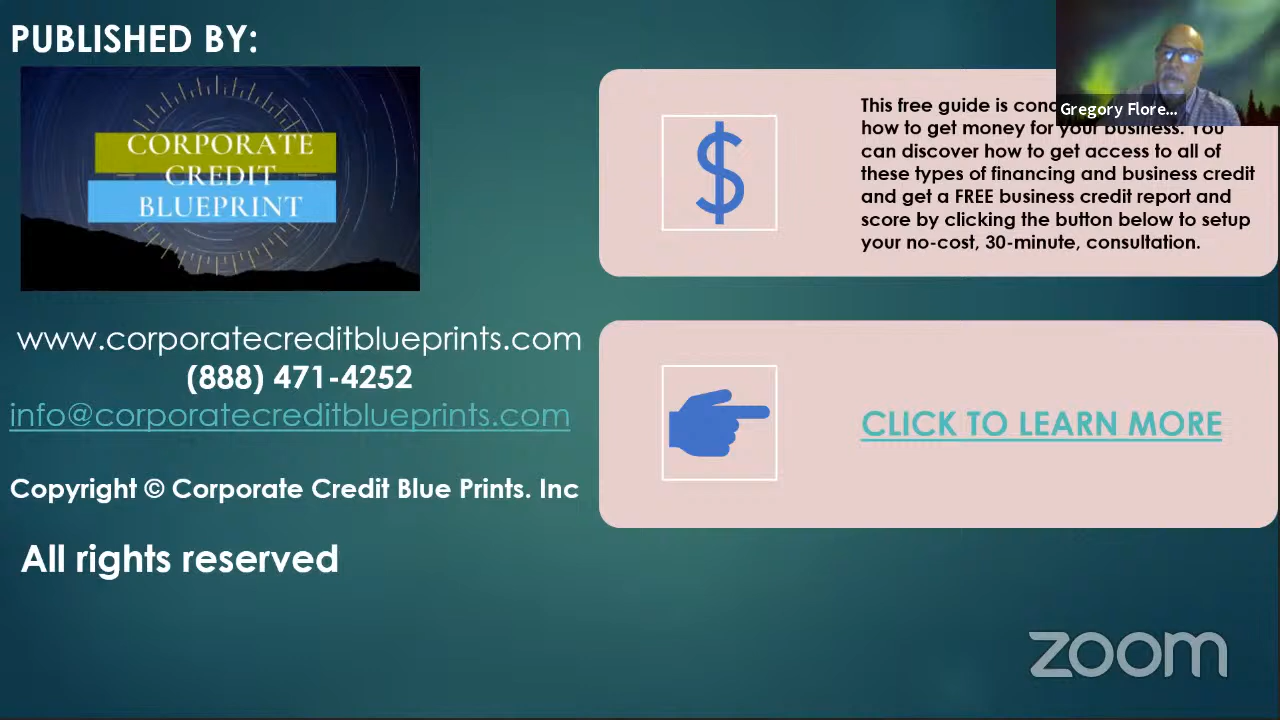 PUBLISHED BY:
CORPORATE
CREDIT
BLUEPRINT
www.corporatecreditblueprints.com
(888) 471-4252
info@corporatecreditblueprints.com
Copyright © Corporate Credit Blue Prints. Inc
All rights reserved
Gregory Flore...
$
This free guide is
how to get money for your business. You
can discover how to get access to all of
these types of financing and business credit
and get a FREE business credit report and
score by clicking the button below to setup
your no-cost, 30-minute, consultation.
CLICK TO LEARN MORE
zoom